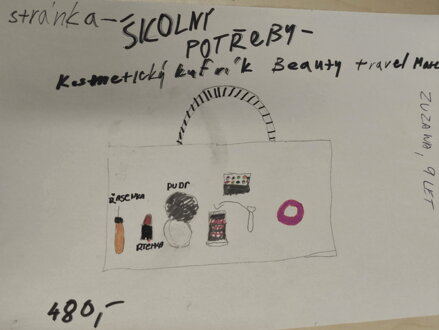 stránka - ŠKOLNÍ
POTŘEBY -
Kosmetický kufřík Beauty travel
ZUZANA, 9 LET
PUDR
ŘASENKA
RTĚNKA
480,-